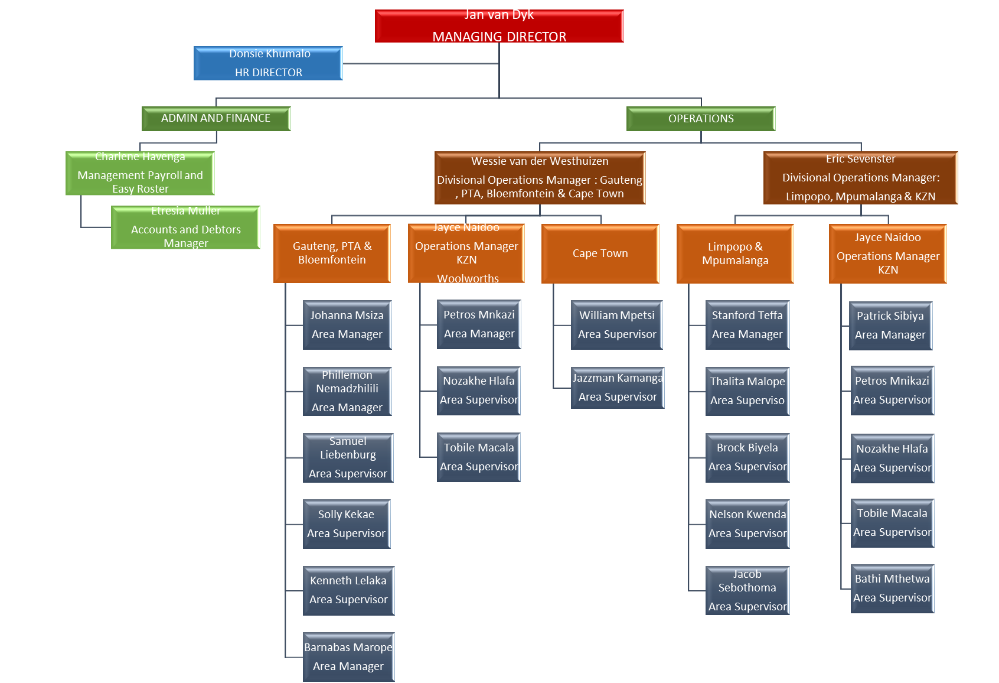 Jan van Dyk
MANAGING DIRECTOR
Donsie Khumalo
HR DIRECTOR
ADMIN AND FINANCE
OPERATIONS
Charlene Havenga
Management Payroll and
Easy Roster
Etresia Muller
Accounts and Debtors
Manager
Wessie van der Westhuizen
Divisional Operations Manager : Gauteng
, PTA, Bloemfontein & Cape Town
Eric Sevenster
Divisional Operations Manager:
Limpopo, Mpumalanga & KZN
Gauteng, PTA &
Bloemfontein
Jayce Naidoo
Operations Manager
KZN
Woolworths
Cape Town
Limpopo &
Mpumalanga
Jayce Naidoo
Operations Manager
KZN
Johanna Msiza
Area Manager
Phillemon
Nemadzhilili
Area Manager
Samuel
Liebenburg
Area Supervisor
Solly Kekae
Area Supervisor
Kenneth Lelaka
Area Supervisor
Barnabas Marope
Area Manager
Petros Mnkazi
Area Manager
Nozakhe Hlafa
Area Supervisor
Tobile Macala
Area Supervisor
William Mpetsi
Area Supervisor
Jazzman Kamanga
Area Supervisor
Stanford Teffa
Area Manager
Thalita Malope
Area Superviso
Brock Biyela
Area Supervisor
Nelson Kwenda
Area Supervisor
Jacob
Sebothoma
Area Supervisor
Patrick Sibiya
Area Manager
Petros Mnikazi
Area Supervisor
Nozakhe Hlafa
Area Supervisor
Tobile Macala
Area Supervisor
Bathi Mthetwa
Area Supervisor